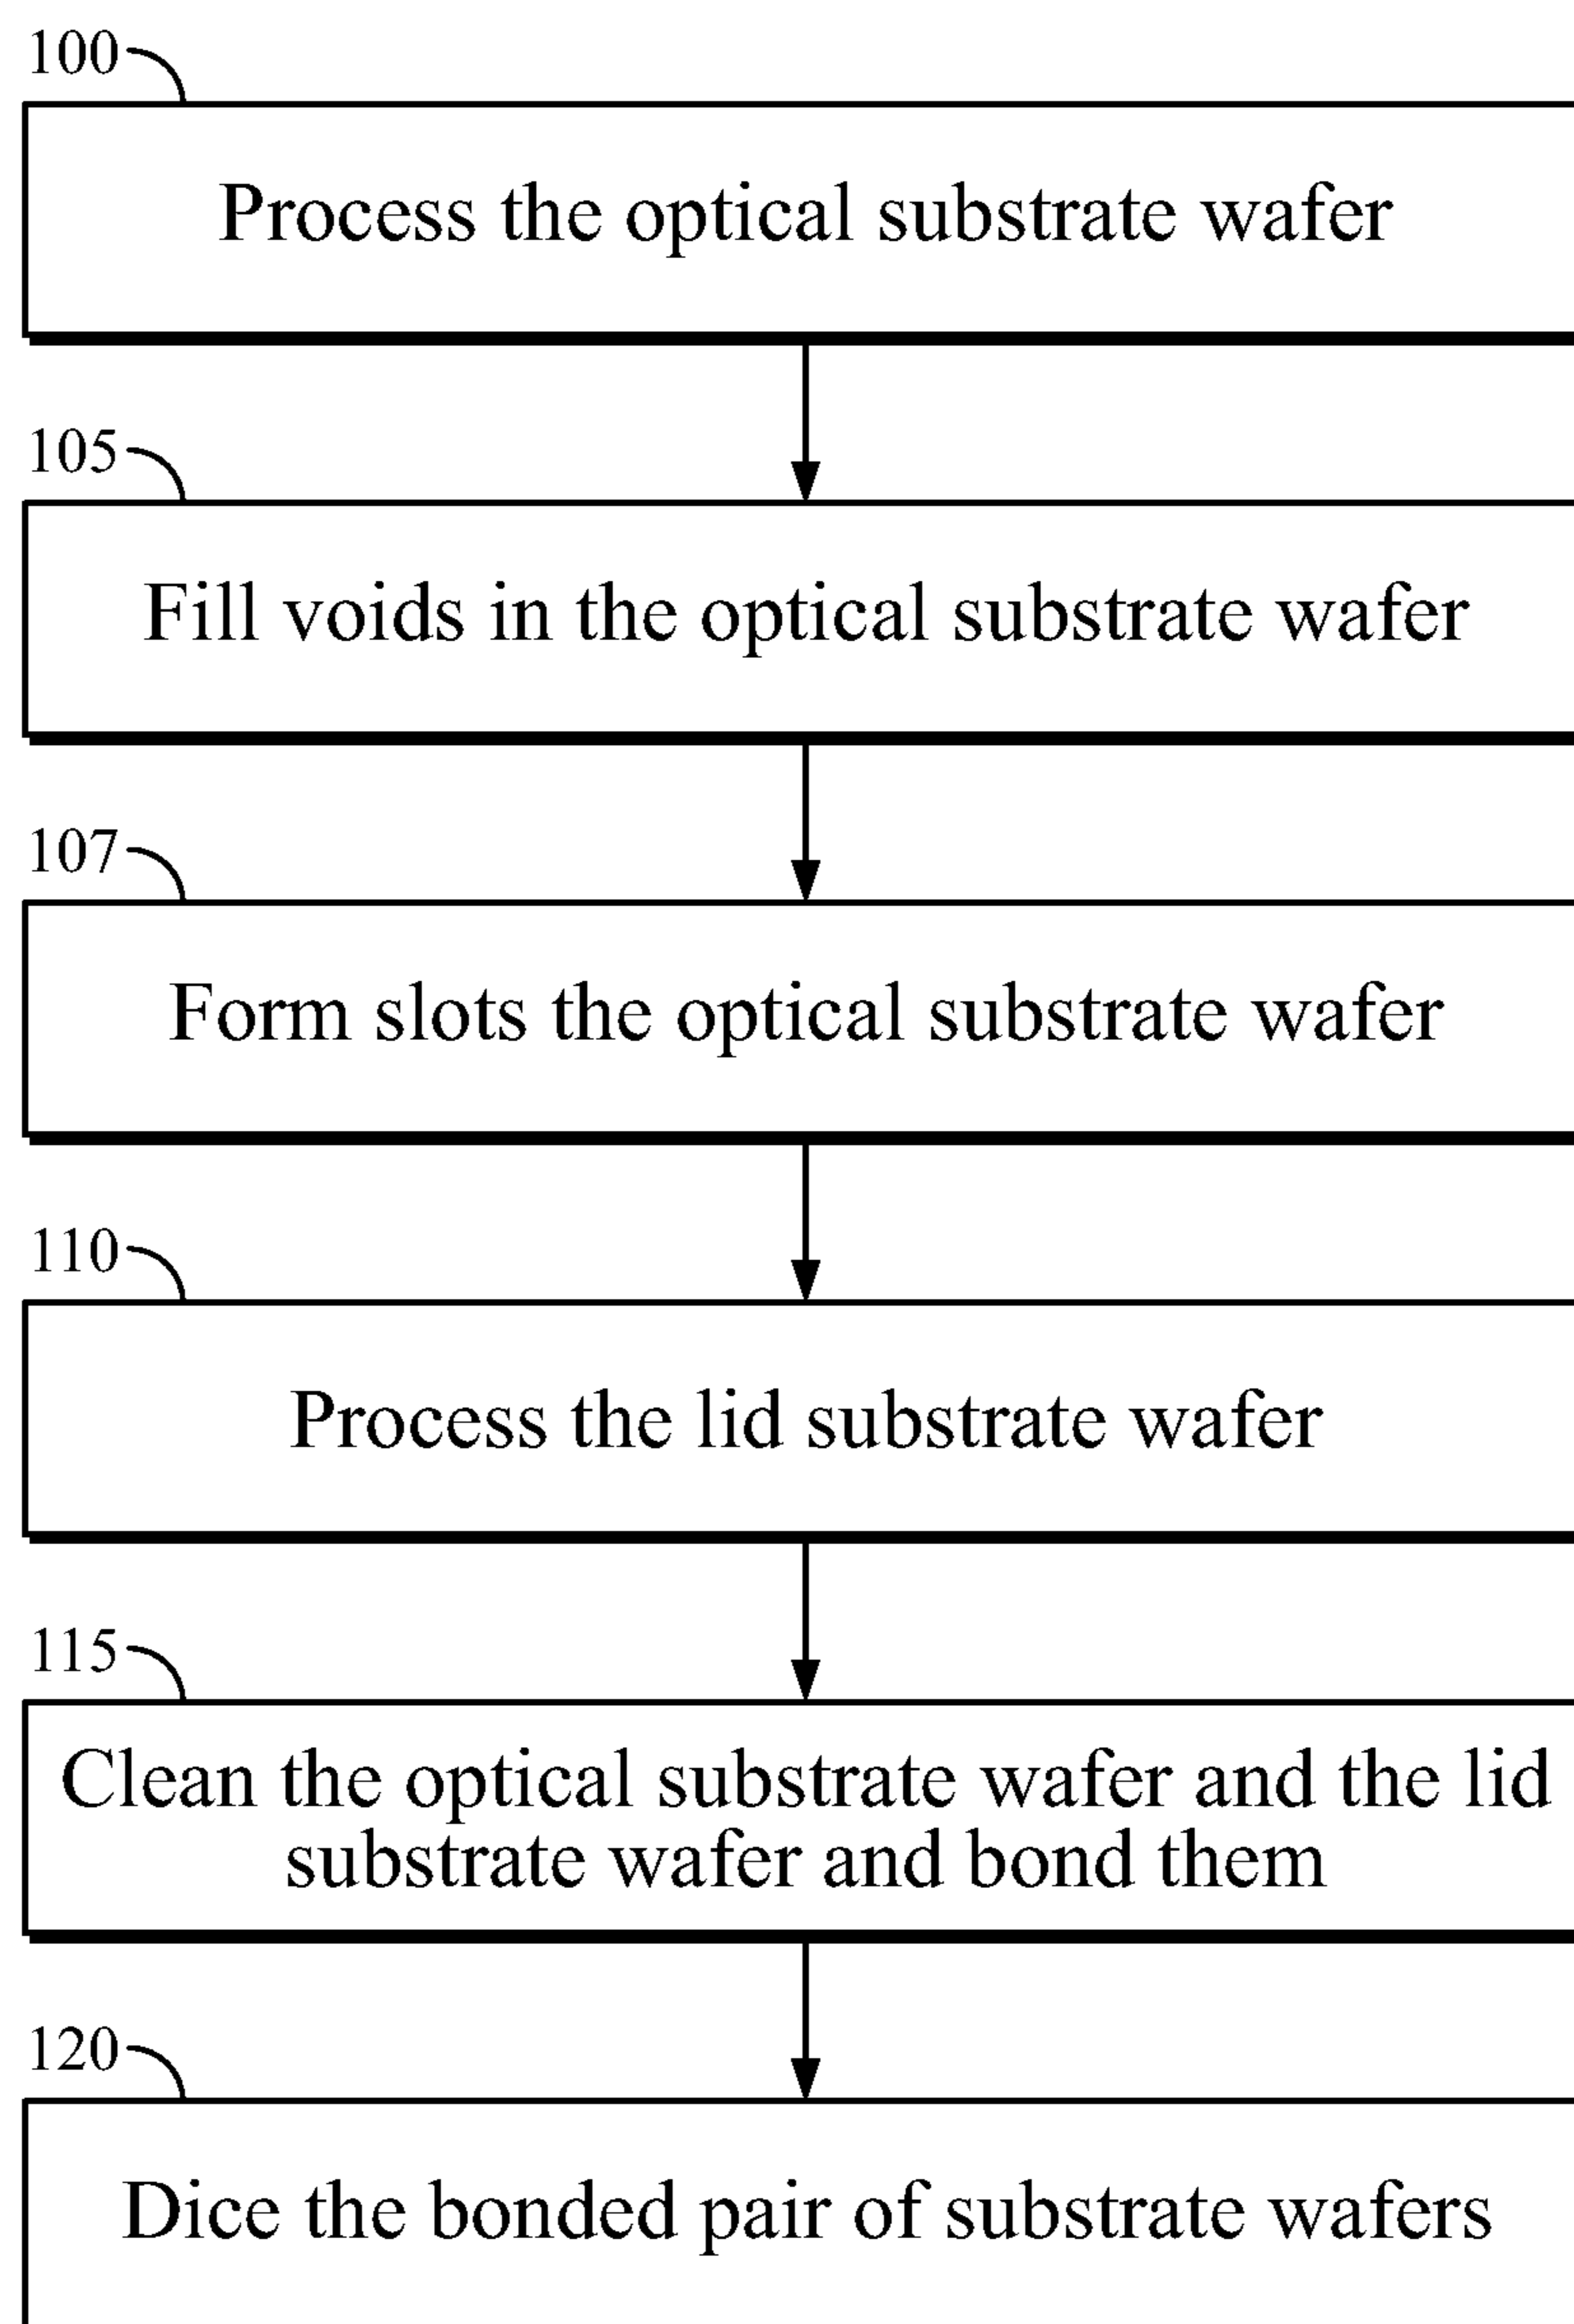 100
Process the optical substrate wafer
105
Fill voids in the optical substrate wafer
107
Form slots the optical substrate wafer
110
Process the lid substrate wafer
115
Clean the optical substrate wafer and the lid
substrate wafer and bond them
120
Dice the bonded pair of substrate wafers